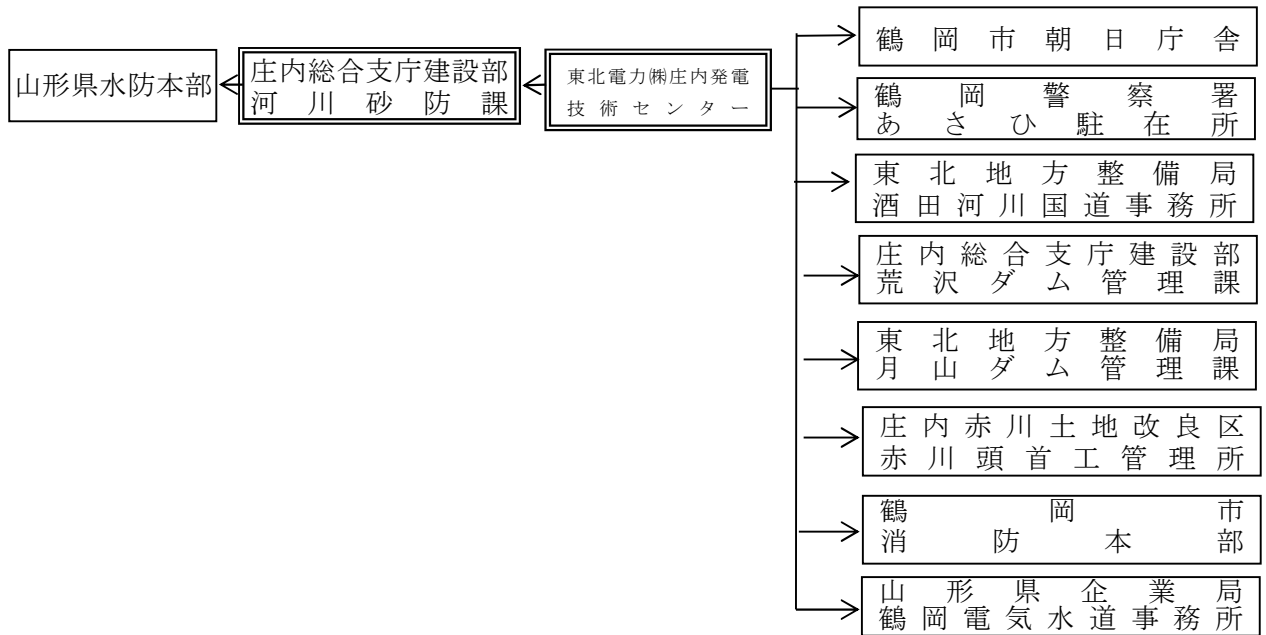 山形県水防本部
庄内総合支庁建設部
河川砂防課
東北電力㈱庄内発電
技術センター
鶴岡市朝日庁舎
鶴岡警察署
あさひ駐在所
東北地方整備局
酒田河川国道事務所
庄内総合支庁建設部
荒沢ダム管理課
東北地方整備局
月山ダム管理課
庄内赤川土地改良区
赤川頭首工管理所
鶴岡市
消防本部
山形県企業局
鶴岡電気水道事務所